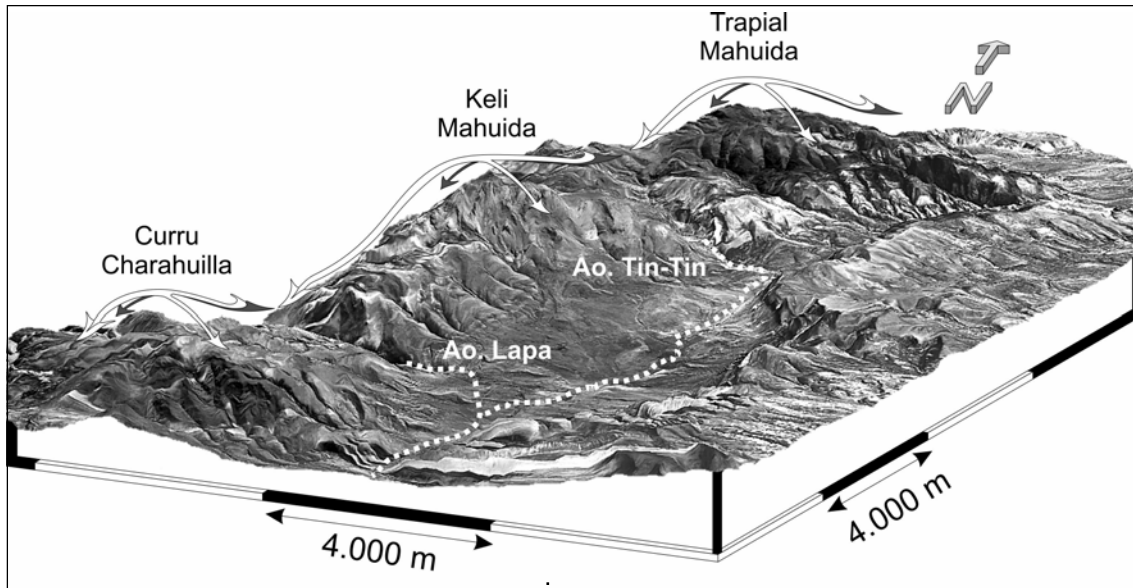 Trapial
Mahuida
Keli
Mahuida
N
Curru
Charahuilla
Ao. Tin-Tin
Ao. Lapa
4.000 m
4.000 m